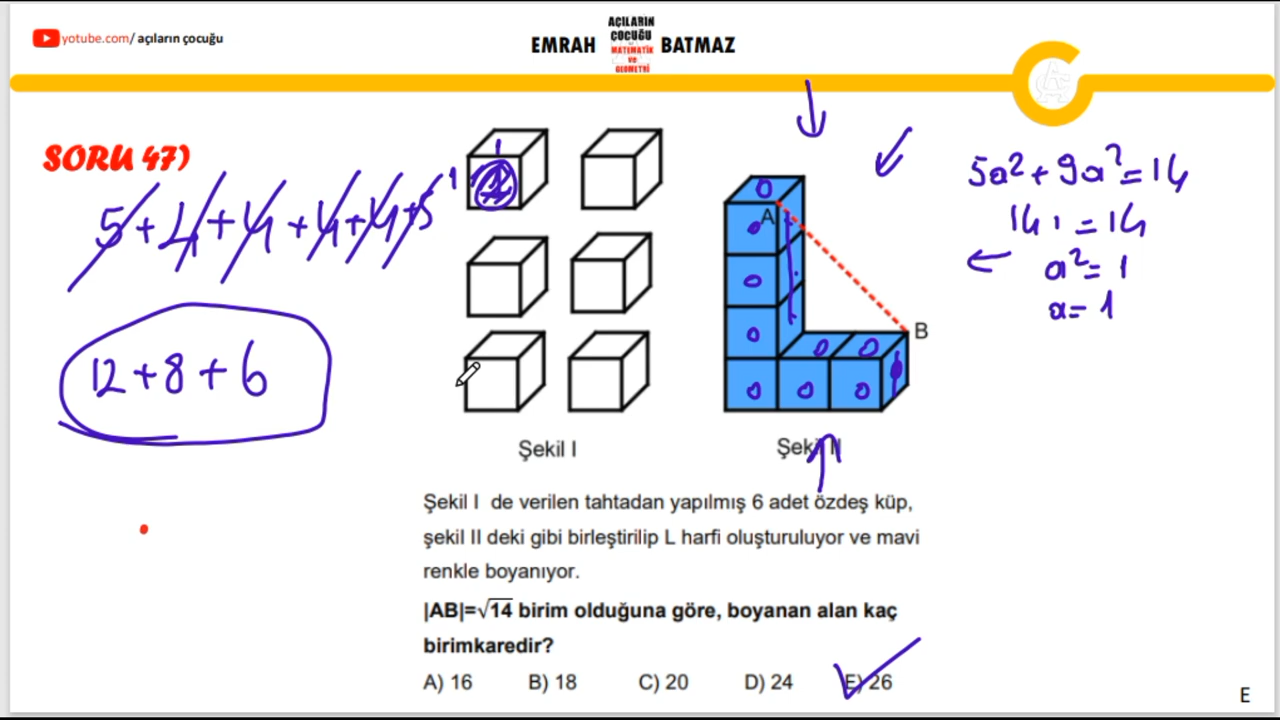 yotube.com/ açıların çocuğu
EMRAH
AÇILARIN
ÇOCUĞU
MATEMATİK
ve
GEOMETRİ
BATMAZ
SORU 47)
5+4+4+4+4+5
12+8+6
1
1
A
B
Şekil I
Şekil II
5a²+9a²=14
a²=1
a=1
Şekil I de verilen tahtadan yapılmış 6 adet özdeş küp,
şekil II deki gibi birleştirilip L harfi oluşturuluyor ve mavi
renkle boyanıyor.
|AB|=√14 birim olduğuna göre, boyanan alan kaç
birimkaredir?
A) 16 B) 18 C) 20 D) 24 E) 26
E